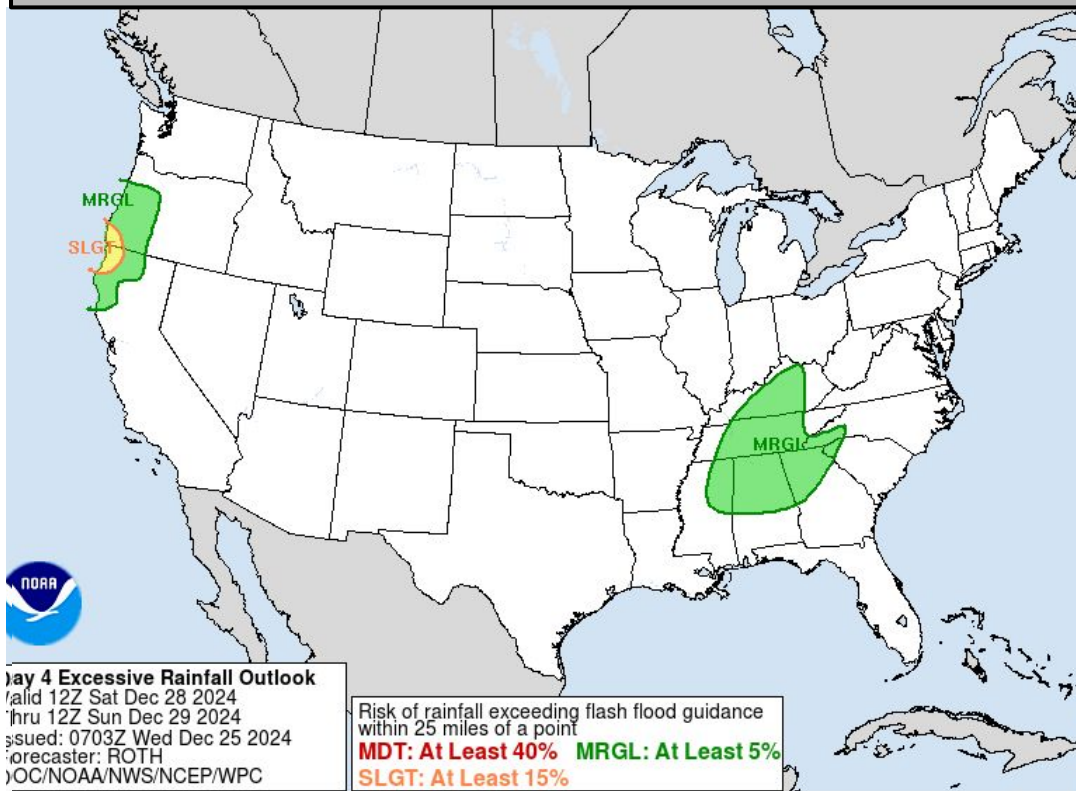 MRGL
SLGT
MRGL
NOAA
ay 4 Excessive Rainfall Outlook
alid 12Z Sat Dec 28 2024
hru 12Z Sun Dec 29 2024
ssued: 0703Z Wed Dec 25 2024
orecaster: ROTH
DOC/NOAA/NWS/NCEP/WPC
Risk of rainfall exceeding flash flood guidance
within 25 miles of a point
MDT: At Least 40% MRGL: At Least 5%
SLGT: At Least 15%